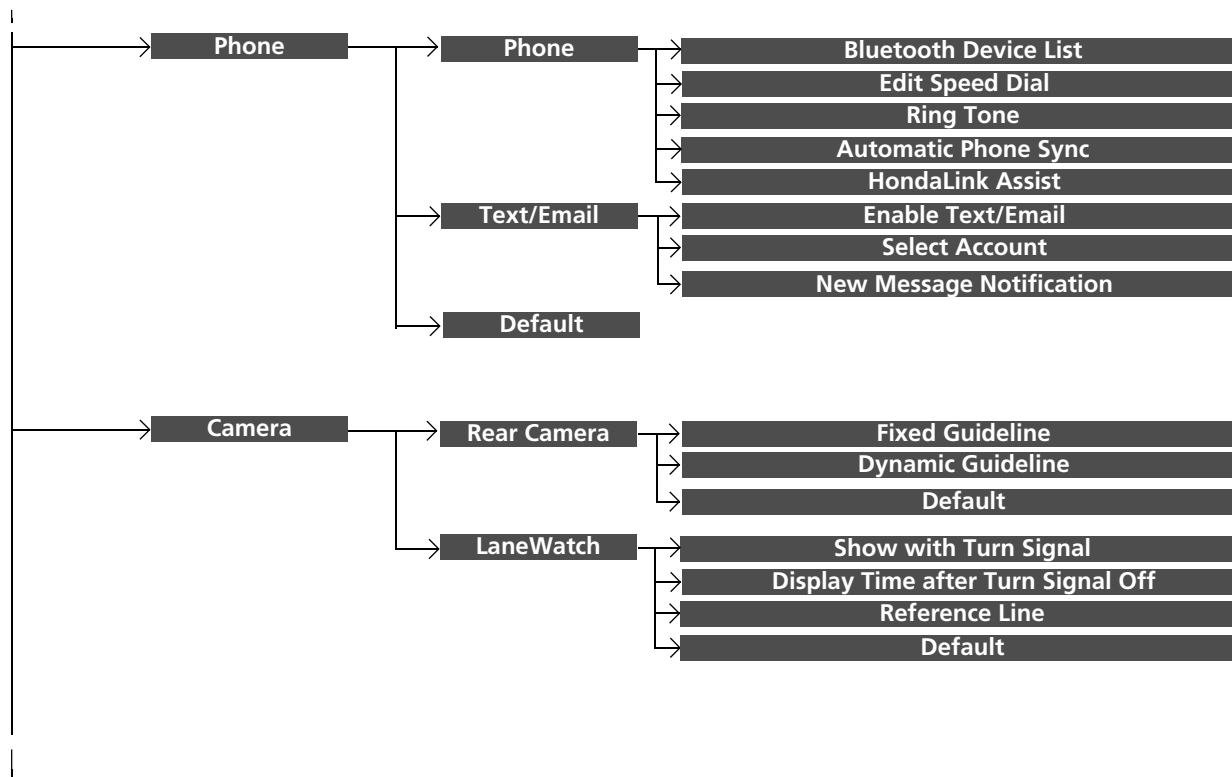 Phone
Phone
Bluetooth Device List
Edit Speed Dial
Ring Tone
Automatic Phone Sync
HondaLink Assist
Text/Email
Enable Text/Email
Select Account
New Message Notification
Default
Camera
Rear Camera
Fixed Guideline
Dynamic Guideline
Default
LaneWatch
Show with Turn Signal
Display Time after Turn Signal Off
Reference Line
Default